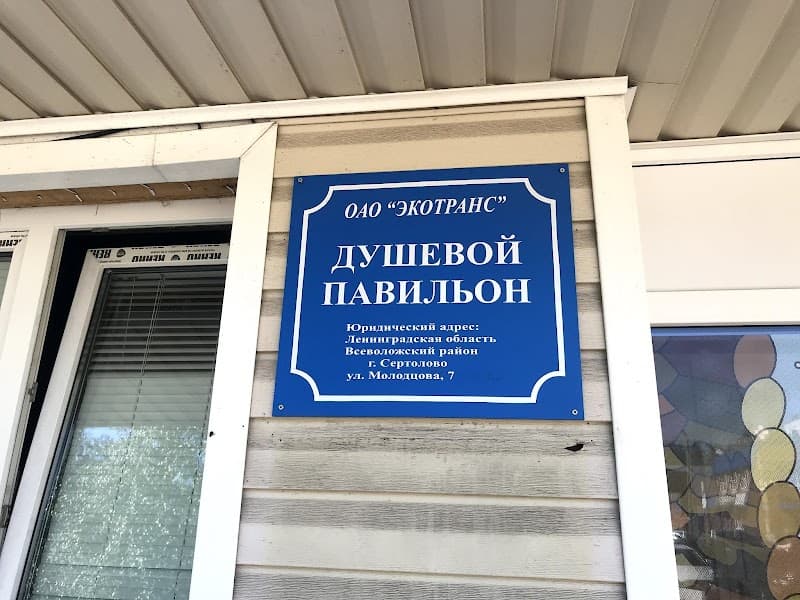 ОАО “ЭКОТРАНС”
ДУШЕВОЙ
ПАВИЛЬОН
Юридический адрес:
Ленинградская область
Всеволожский район
г. Сертолово
ул. Молодцова, 7